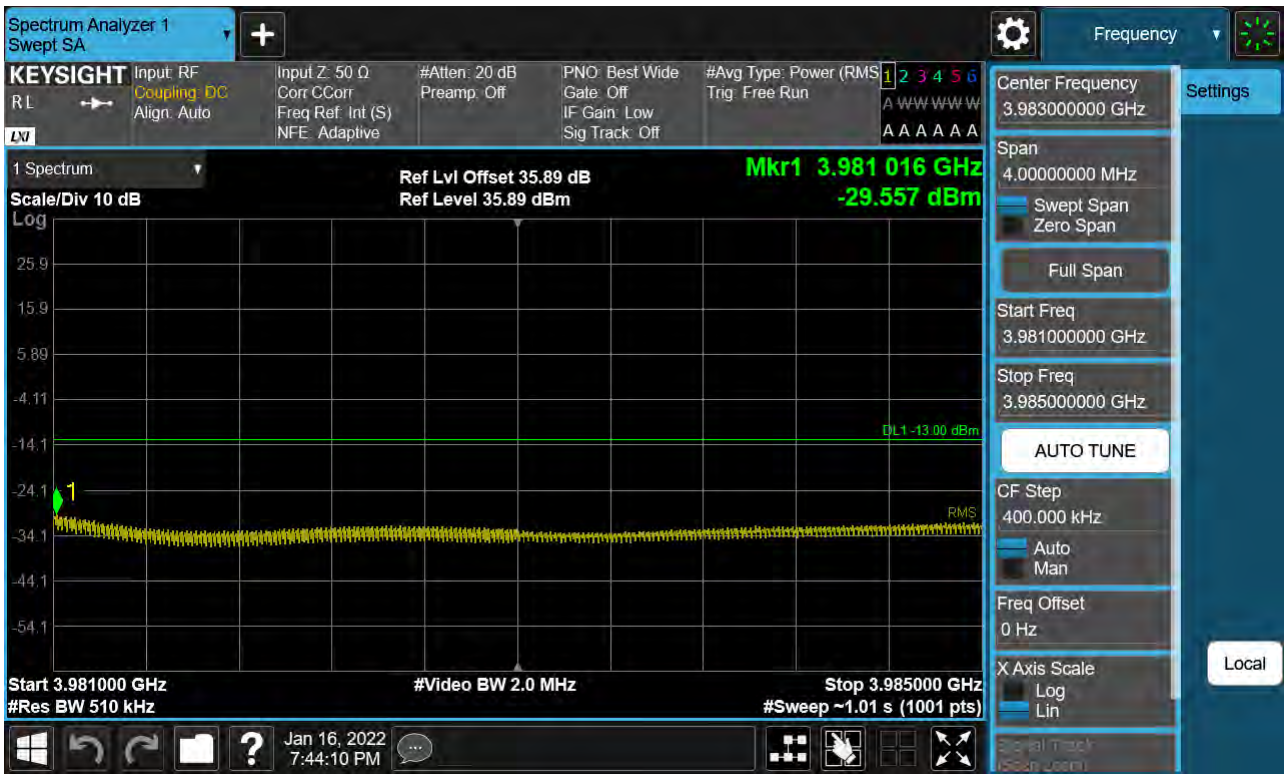 Spectrum Analyzer 1
Swept SA
+
Frequency
KEYSIGHT
RL
LXI
Input: RF
Coupling: DC
Align: Auto
Input Z: 50 Ω
Corr CCorr
Freq Ref: Int (S)
NFE: Adaptive
#Atten: 20 dB
Preamp: Off
PNO: Best Wide
Gate: Off
IF Gain: Low
Sig Track: Off
#Avg Type: Power (RMS
Trig: Free Run
1 2 3 4 5 6
A W W W W W
A A A A A A
1 Spectrum
Scale/Div 10 dB
Log
Ref Lvl Offset 35.89 dB
Ref Level 35.89 dBm
Mkr1 3.981 016 GHz
-29.557 dBm
25.9
15.9
5.89
-4.11
DL1 -13.00 dBm
-14.1
-24.1
1
RMS
-34.1
-44.1
-54.1
Start 3.981000 GHz
#Res BW 510 kHz
#Video BW 2.0 MHz
Stop 3.985000 GHz
#Sweep ~1.01 s (1001 pts)
Center Frequency
3.983000000 GHz
Settings
Span
4.00000000 MHz
Swept Span
Zero Span
Full Span
Start Freq
3.981000000 GHz
Stop Freq
3.985000000 GHz
AUTO TUNE
CF Step
400.000 kHz
Auto
Man
Freq Offset
0 Hz
X Axis Scale
Log
Lin
Local
Signal Track
(Span Zoom)
?
Jan 16, 2022
7:44:10 PM